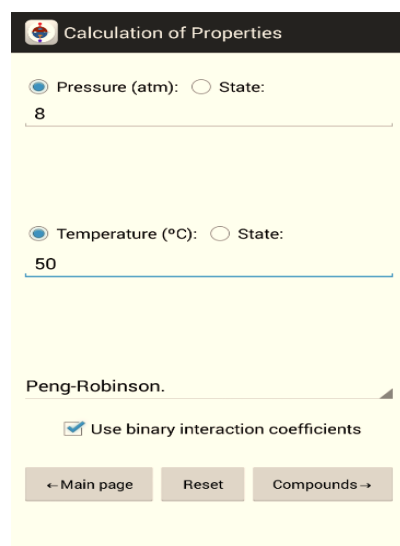 Calculation of Properties
Pressure (atm): State:
8
Temperature (ºC): State:
50
Peng-Robinson.
Use binary interaction coefficients
←Main page Reset Compounds→